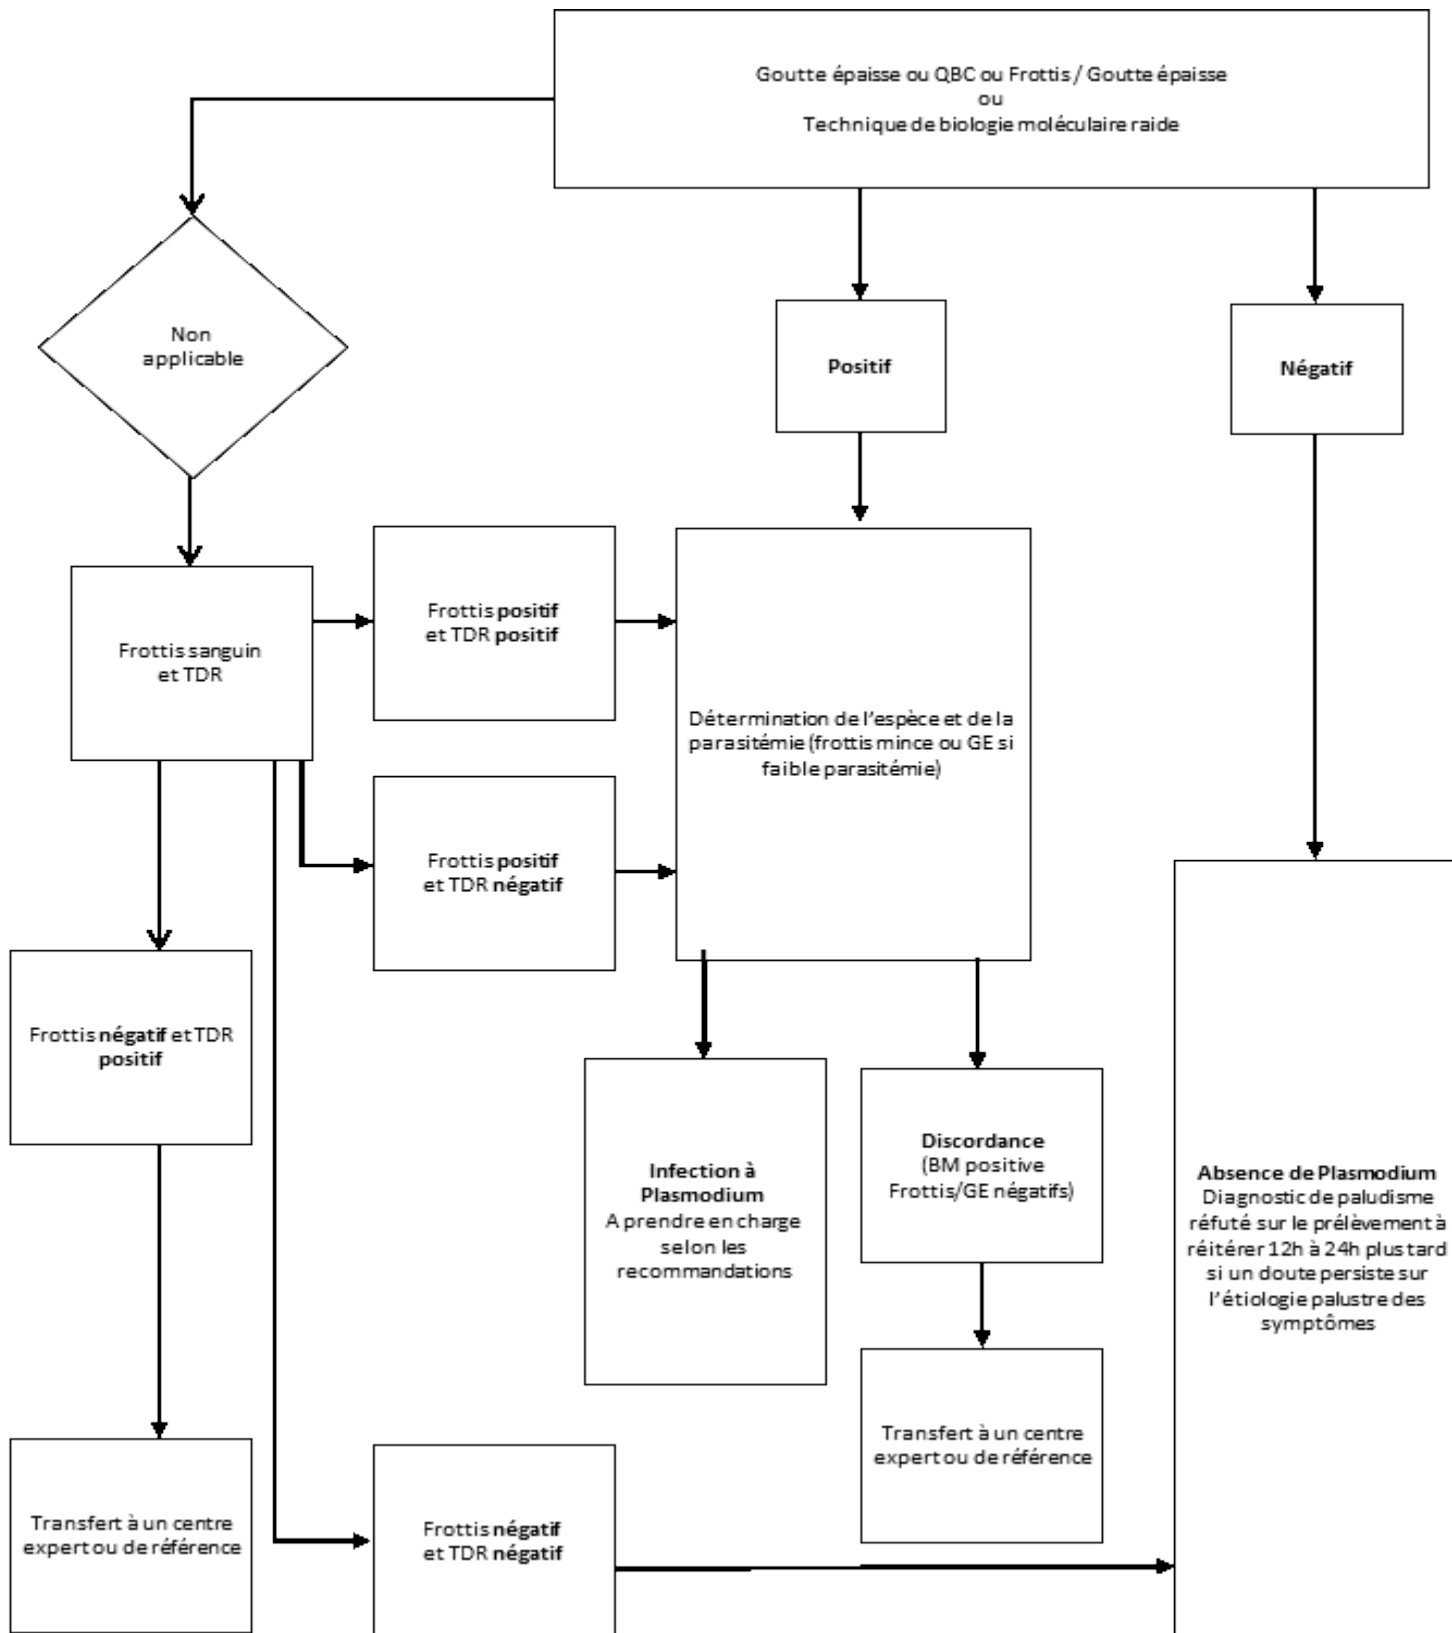 Goutte épaisse ou QBC ou Frottis / Goutte épaisse
ou
Technique de biologie moléculaire raide
Non
applicable
Positif
Négatif
Frottis sanguin
et TDR
Frottis positif
et TDR positif
Détermination de l'espèce et de la
parasitémie (frottis mince ou GE si
faible parasitémie)
Frottis positif
et TDR négatif
Frottis négatif et TDR
positif
Infection à
Plasmodium
A prendre en charge
selon les
recommandations
Discordance
(BM positive
Frottis/GE négatifs)
Absence de Plasmodium
Diagnostic de paludisme
réfuté sur le prélèvement à
réitérer 12h à 24h plus tard
si un doute persiste sur
l'étiologie palustre des
symptômes
Transfert à un centre
expert ou de référence
Transfert à un centre
expert ou de référence
Frottis négatif
et TDR négatif